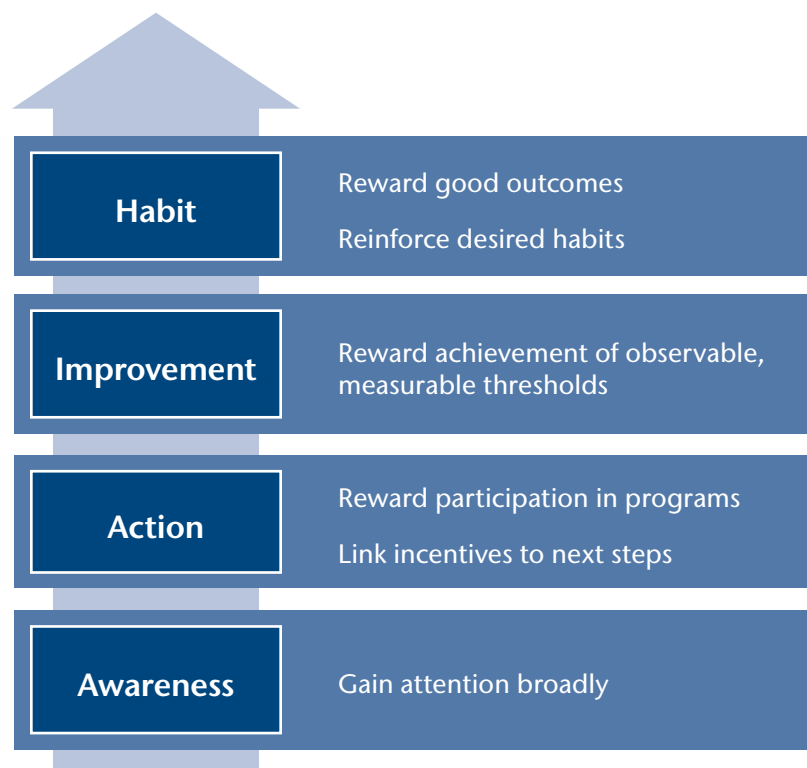 Habit
Reward good outcomes
Reinforce desired habits
Improvement
Reward achievement of observable,
measurable thresholds
Action
Reward participation in programs
Link incentives to next steps
Awareness
Gain attention broadly